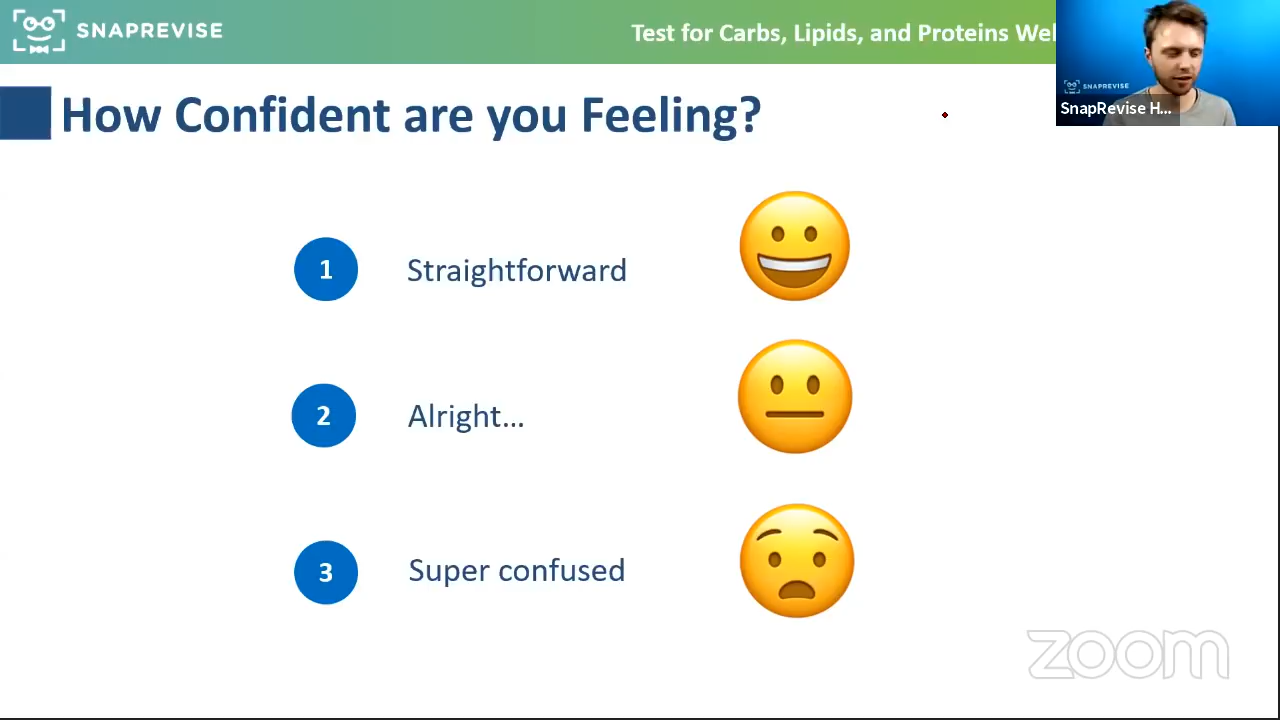 SNAPREVISE
Test for Carbs, Lipids, and Proteins We
SNAPREVISE
SnapRevise H...
How Confident are you Feeling?
1 Straightforward
2 Alright...
3 Super confused
zoom